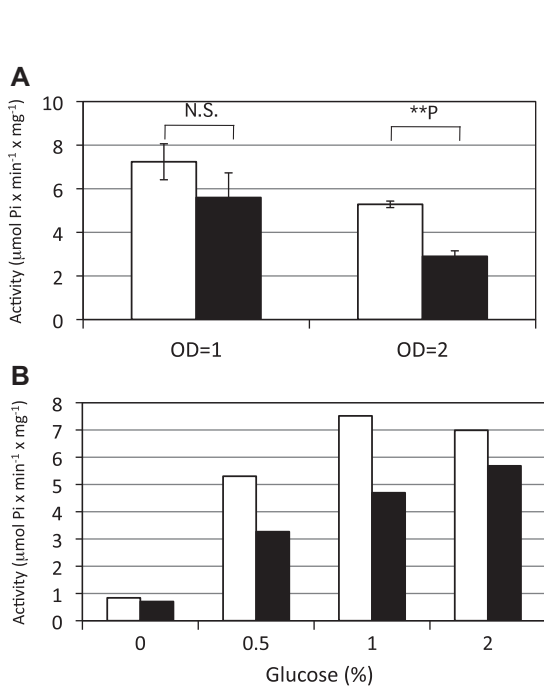 A
Activity (μmol Pi x min⁻¹ x mg⁻¹)
10
8
6
4
2
0
N.S.
**P
OD=1 OD=2
B
Activity (μmol Pi x min⁻¹ x mg⁻¹)
8
7
6
5
4
3
2
1
0
0 0.5 1 2
Glucose (%)